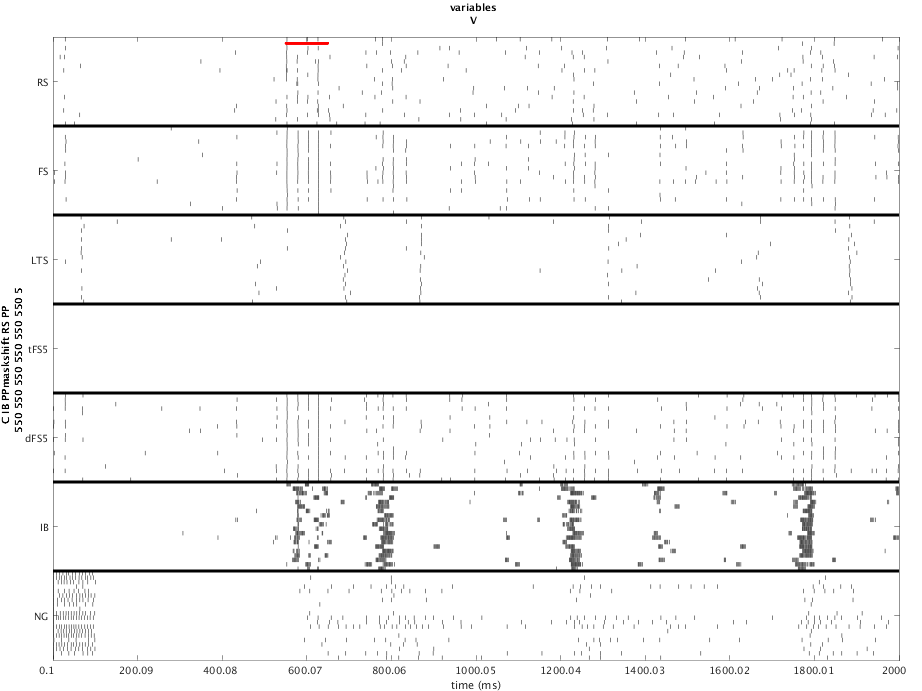 variables
V
RS
FS
LTS
tFS5
dFS5
IB
NG
C IB PPmaskshift RS PP
550 550 550 550 550 550 550 5
0.1 200.09 400.08 600.07 800.06 1000.05 1200.04 1400.03 1600.02 1800.01 2000
time (ms)